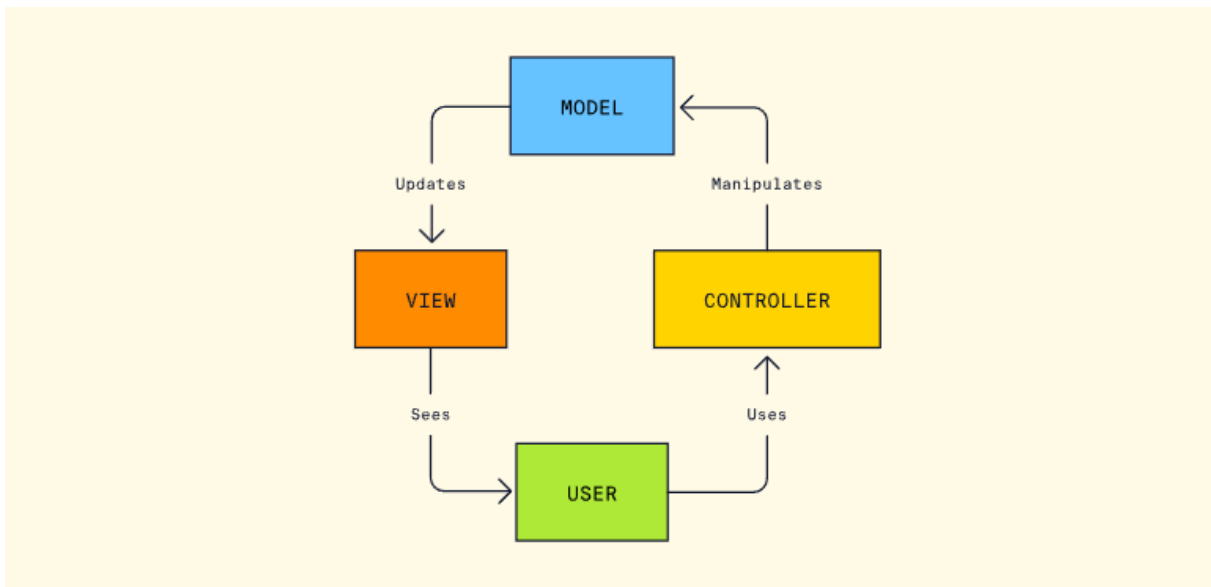 MODEL
Updates
Manipulates
VIEW
CONTROLLER
Sees
Uses
USER